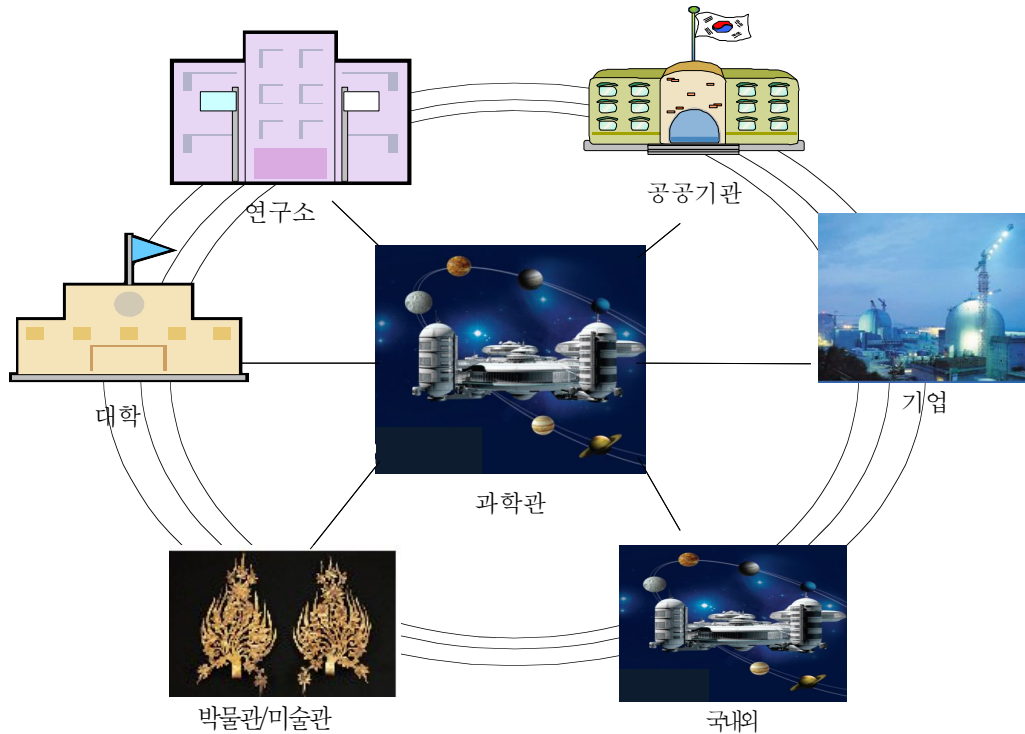 연구소
공공기관
대학
기업
과학관
박물관/미술관
국내외